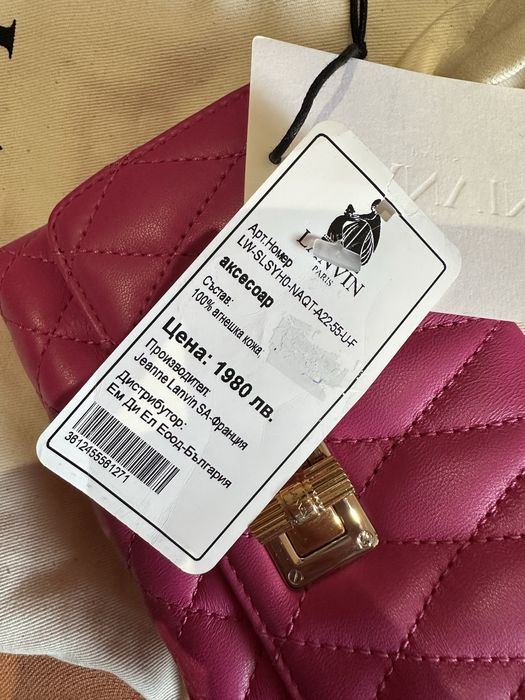 LANVIN
PARIS
Арт.Номер
LW-SLSYH0-NAQT-A22-55-U-F
аксесоар
Състав:
100% агнешка кожа,
Цена: 1980 лв.
Производител:
Jeanne Lanvin SA-Франция
Дистрибутор:
Ем Ди Ел Еоод-България
3612455561271